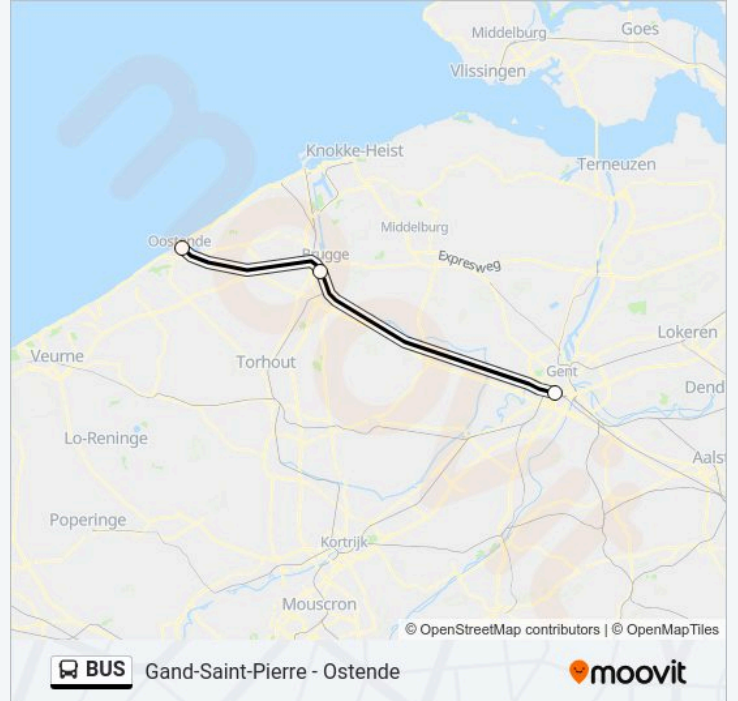 Middelburg
Goes
Vlissingen
Knokke-Heist
Terneuzen
Middelburg
Oostende
Brugge
Expresweg
Lokeren
Veurne
Torhout
Gent
Dend
Lo-Reninge
Aalst
Poperinge
Kortrijk
Mouscron
© OpenStreetMap contributors | © OpenMapTiles
BUS Gand-Saint-Pierre - Ostende moovit